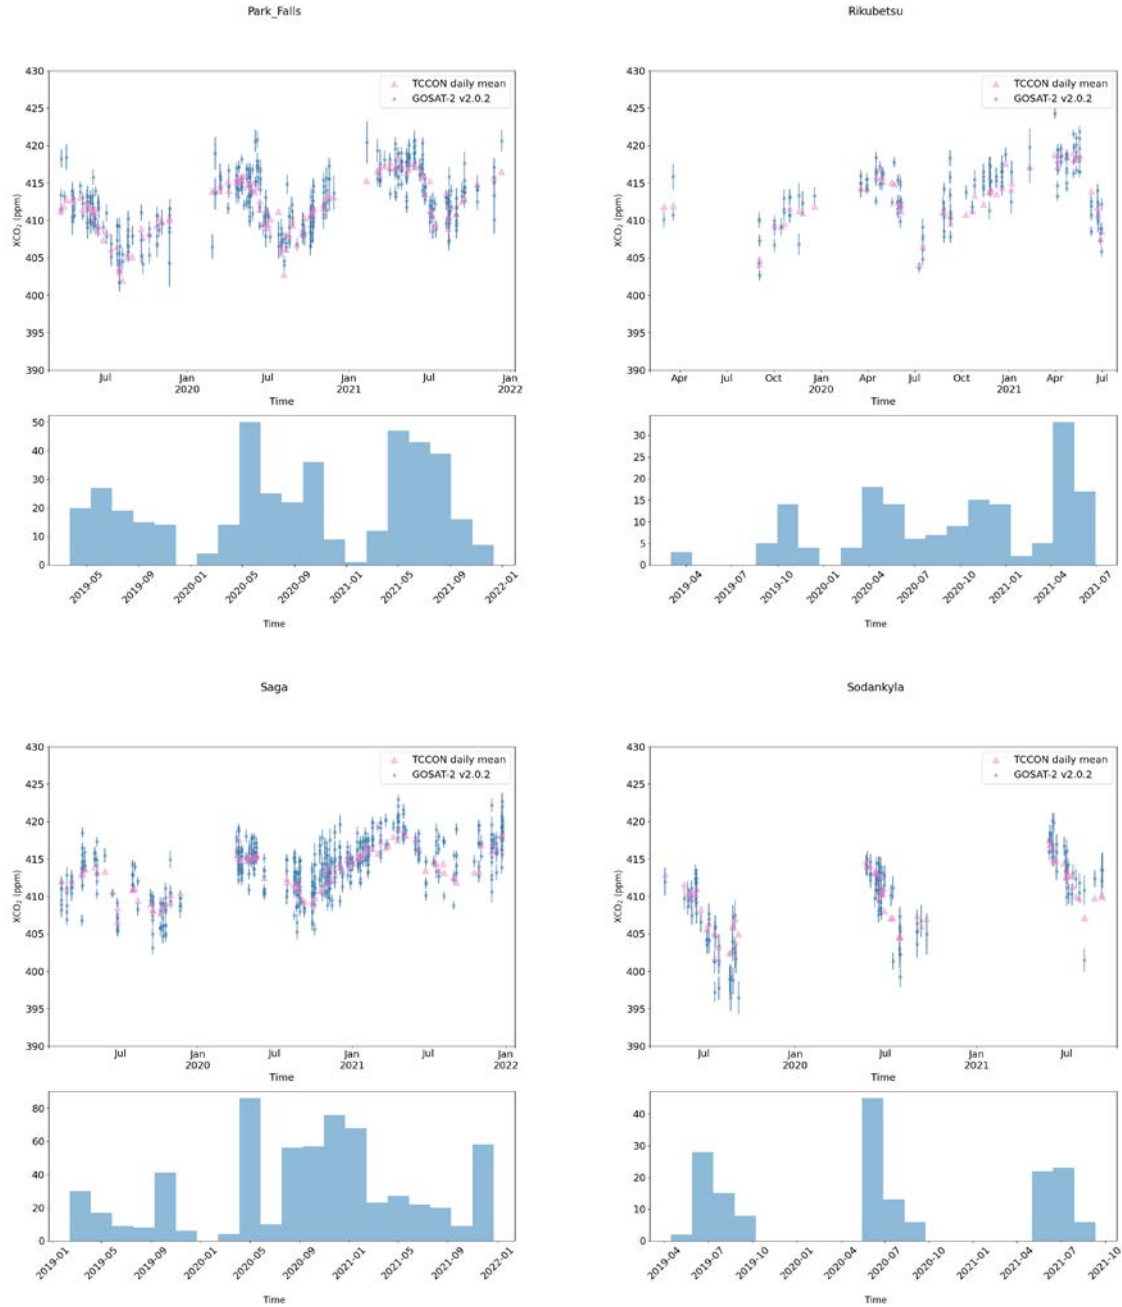 Park_Falls
430
425
420
415
410
405
400
395
390
XCO₂ (ppm)
TCCON daily mean
GOSAT-2 v2.0.2
Jul Jan Jul Jan Jul Jan
2020 2021 2022
Time
50
40
30
20
10
0
2019-05 2019-09 2020-01 2020-05 2020-09 2021-01 2021-05 2021-09 2022-01
Time
Rikubetsu
430
425
420
415
410
405
400
395
390
XCO₂ (ppm)
TCCON daily mean
GOSAT-2 v2.0.2
Apr Jul Oct Jan Apr Jul Oct Jan Apr Jul
2020 2021
Time
30
25
20
15
10
5
0
2019-04 2019-07 2019-10 2020-01 2020-04 2020-07 2020-10 2021-01 2021-04 2021-07
Time
Saga
430
425
420
415
410
405
400
395
390
XCO₂ (ppm)
TCCON daily mean
GOSAT-2 v2.0.2
Jul Jan Jul Jan Jul Jan
2020 2021 2022
Time
80
60
40
20
0
2019-01 2019-05 2019-09 2020-01 2020-05 2020-09 2021-01 2021-05 2021-09 2022-01
Time
Sodankyla
430
425
420
415
410
405
400
395
390
XCO₂ (ppm)
TCCON daily mean
GOSAT-2 v2.0.2
Jul Jan Jul Jan Jul
2020 2021
Time
40
30
20
10
0
2019-04 2019-07 2019-10 2020-01 2020-04 2020-07 2020-10 2021-01 2021-04 2021-07 2021-10
Time